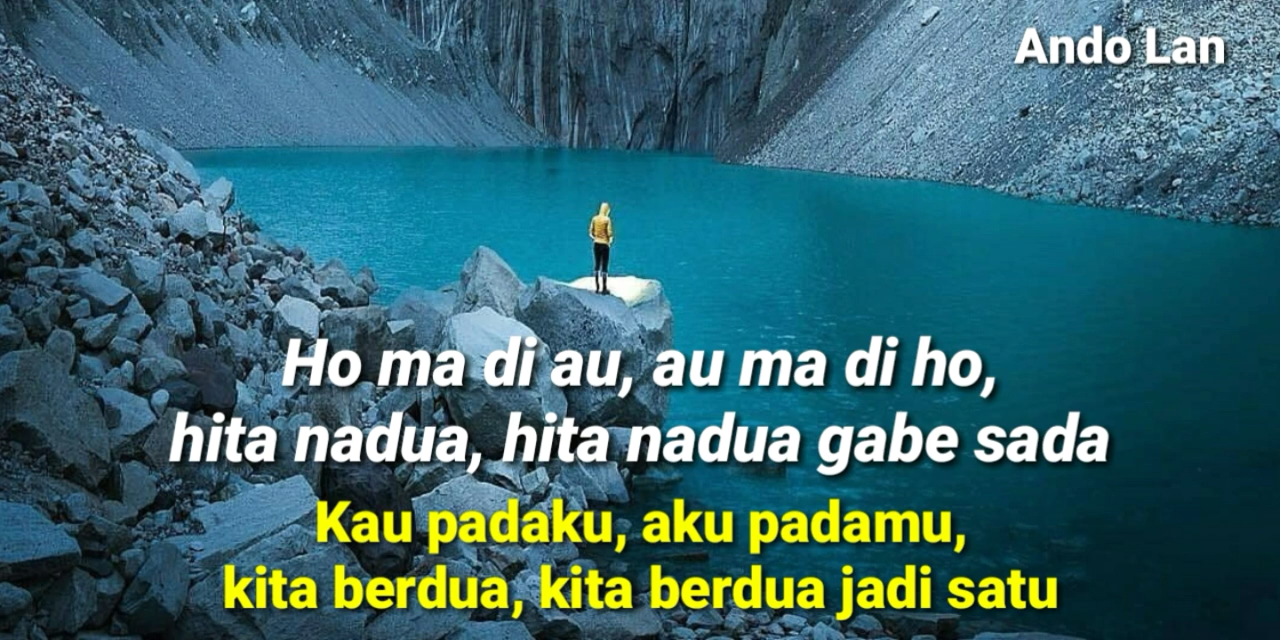 Ando Lan
Ho ma di au, au ma di ho,
hita nadua, hita nadua gabe sada
Kau padaku, aku padamu,
kita berdua, kita berdua jadi satu